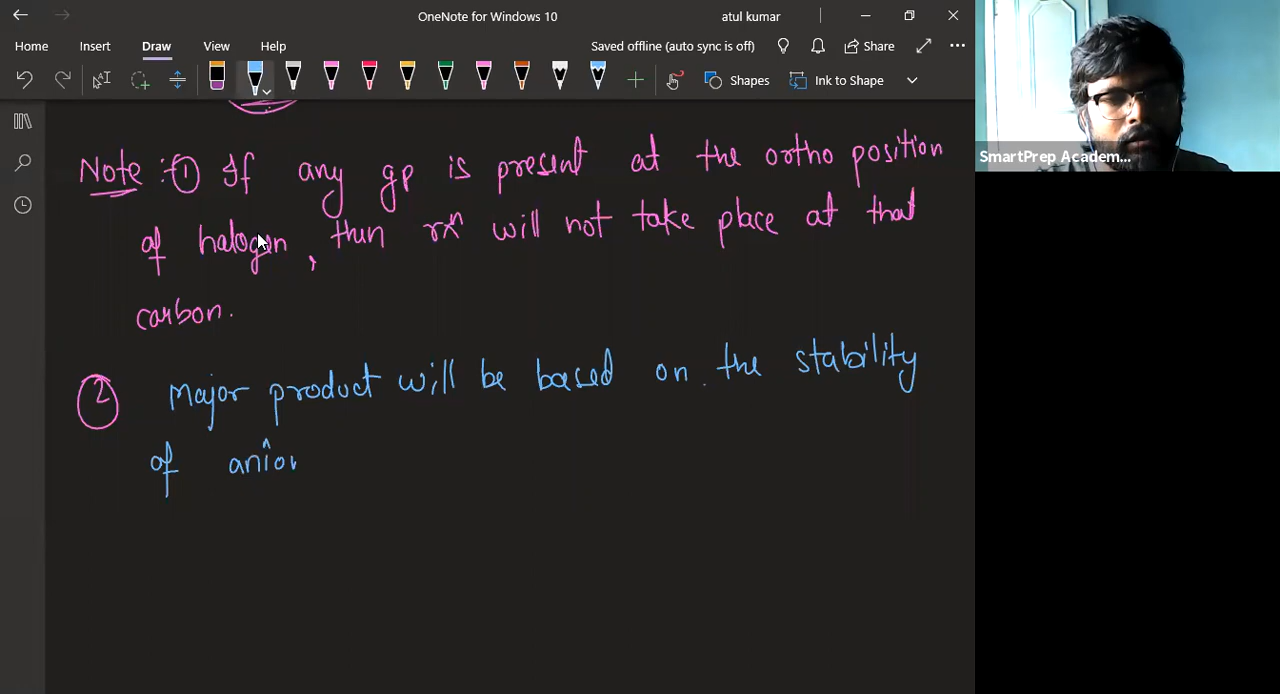 OneNote for Windows 10
atul kumar
Home Insert Draw View Help
Saved offline (auto sync is off)
Share
Shapes
Ink to Shape
Note :- ① If any gp is present at the ortho position
of halogen, then rxⁿ will not take place at that
carbon.
② Major product will be based on the stability
of anion
SmartPrep Academ...